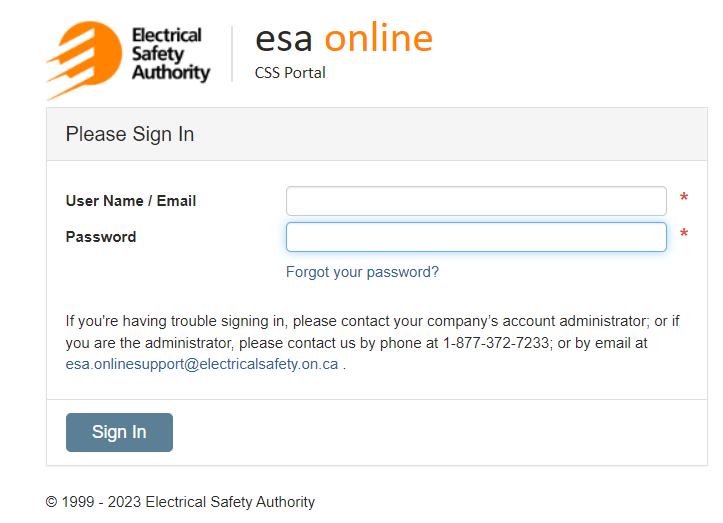 Electrical
Safety
Authority
esa online
CSS Portal
Please Sign In
User Name / Email *
Password *
Forgot your password?
If you're having trouble signing in, please contact your company’s account administrator; or if
you are the administrator, please contact us by phone at 1-877-372-7233; or by email at
esa.onlinesupport@electricalsafety.on.ca .
Sign In
© 1999 - 2023 Electrical Safety Authority